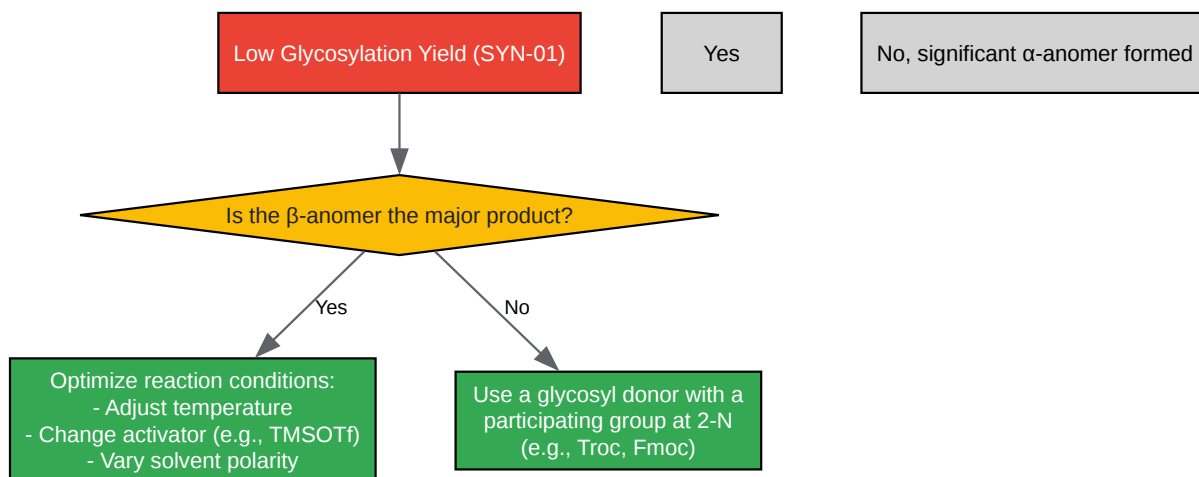 Low Glycosylation Yield (SYN-01)
Yes
No, significant α-anomer formed
Is the β-anomer the major product?
Yes
No
Optimize reaction conditions:
- Adjust temperature
- Change activator (e.g., TMSOTf)
- Vary solvent polarity
Use a glycosyl donor with a
participating group at 2-N
(e.g., Troc, Fmoc)